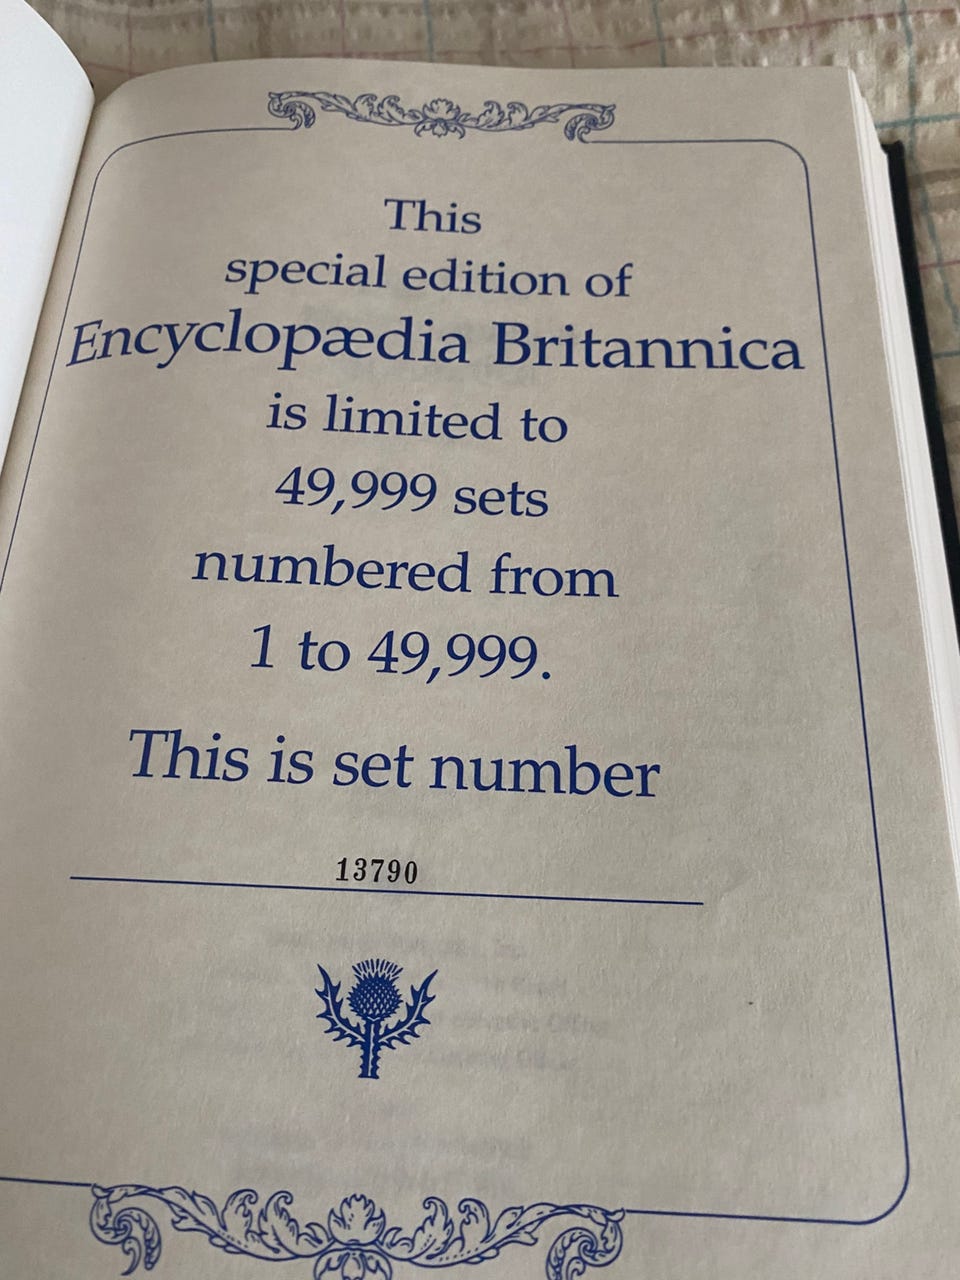 This
special edition of
Encyclopædia Britannica
is limited to
49,999 sets
numbered from
1 to 49,999.
This is set number
13790